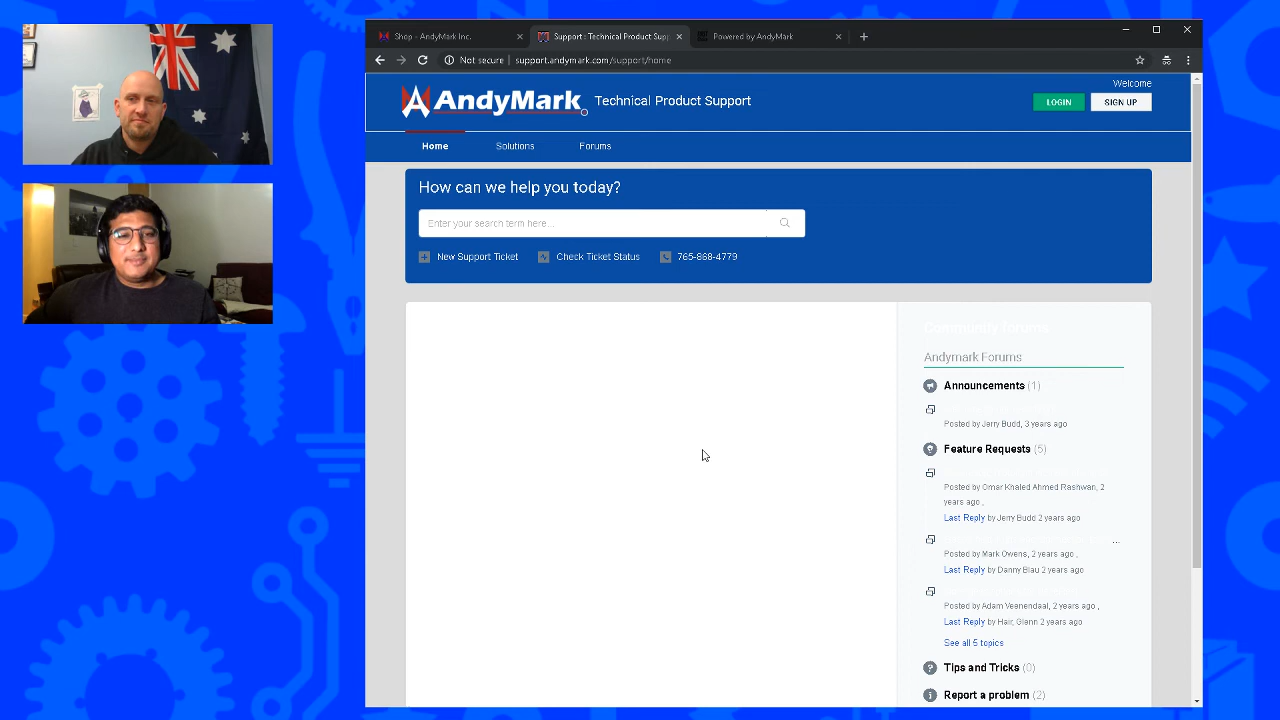 Shop - AndyMark Inc.
Support : Technical Product Supp
Powered by AndyMark
Not secure
support.andymark.com/support/home
AndyMark
Technical Product Support
Welcome
LOGIN
SIGN UP
Home
Solutions
Forums
How can we help you today?
Enter your search term here...
New Support Ticket
Check Ticket Status
765-868-4779
Community forums
Andymark Forums
Announcements (1)
Posted by Jerry Budd, 3 years ago
Feature Requests (5)
Posted by Omar Khaled Ahmed Rashwan, 2
years ago ,
Last Reply by Jerry Budd 2 years ago
...
Posted by Mark Owens, 2 years ago ,
Last Reply by Danny Blau 2 years ago
Posted by Adam Veenendaal, 2 years ago ,
Last Reply by Hair, Glenn 2 years ago
See all 5 topics
Tips and Tricks (0)
Report a problem (2)